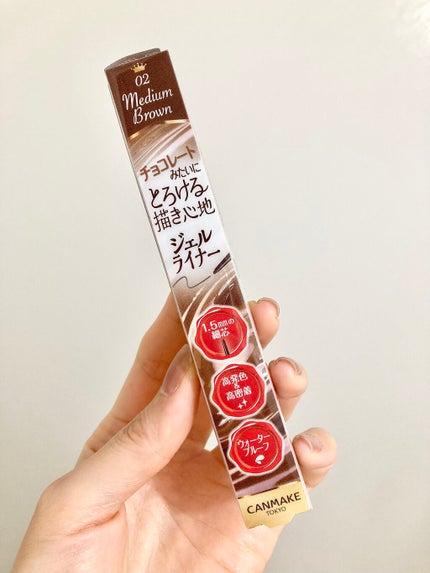 02
Medium
Brown
チョコレート
みたいに
とろける
描き心地
ジェル
ライナー
1.5mmの
細芯
高発色
&
高密着
ウォーター
プルーフ
CANMAKE
TOKYO